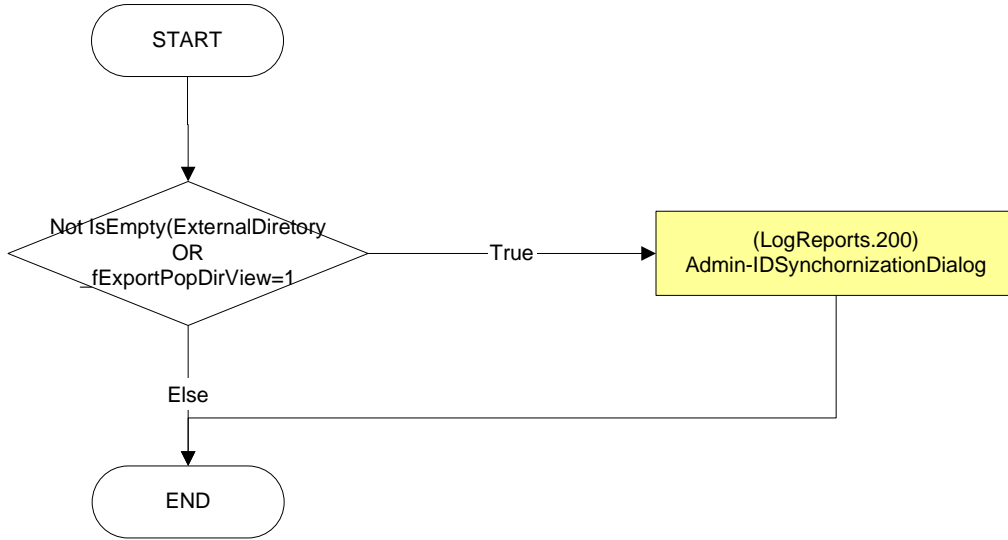 START
Not IsEmpty(ExternalDiretory
OR
_fExportPopDirView=1
True
(LogReports.200)
Admin-IDSynchornizationDialog
Else
END